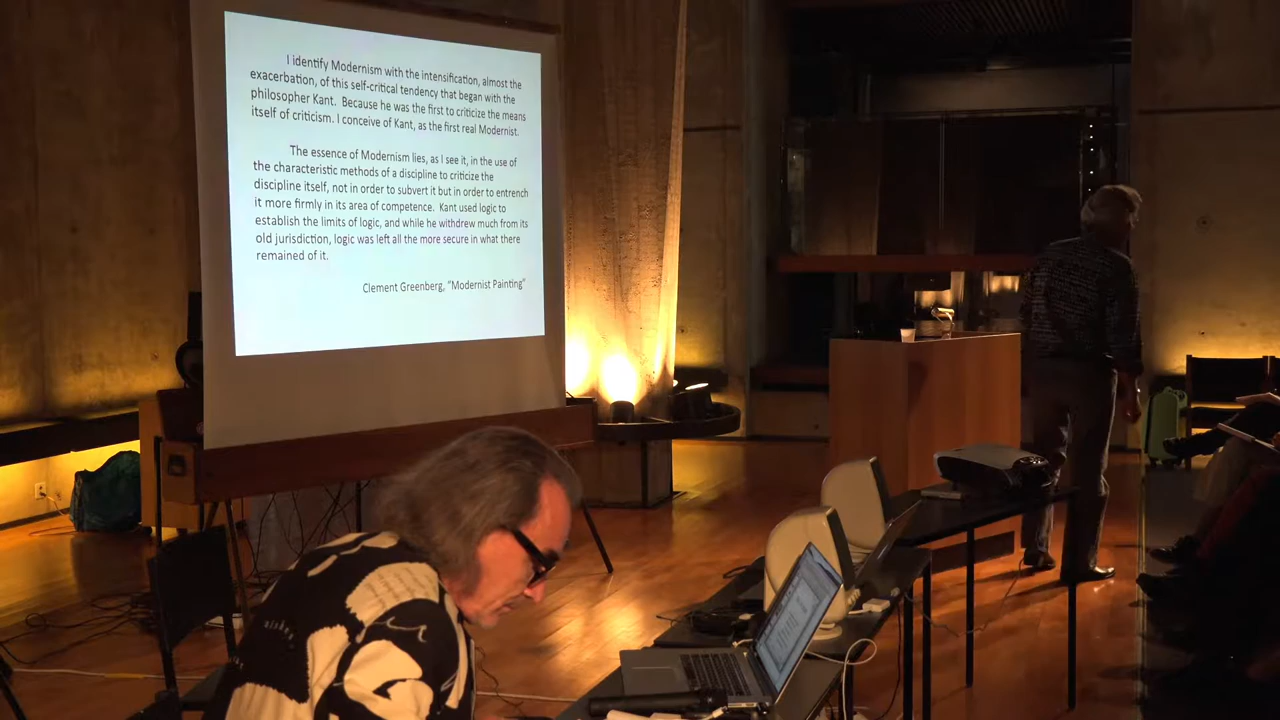 I identify Modernism with the intensification, almost the
exacerbation, of this self-critical tendency that began with the
philosopher Kant. Because he was the first to criticize the means
itself of criticism. I conceive of Kant, as the first real Modernist.
The essence of Modernism lies, as I see it, in the use of
the characteristic methods of a discipline to criticize the
discipline itself, not in order to subvert it but in order to entrench
it more firmly in its area of competence. Kant used logic to
establish the limits of logic, and while he withdrew much from its
old jurisdiction, logic was left all the more secure in what there
remained of it.
Clement Greenberg, "Modernist Painting"